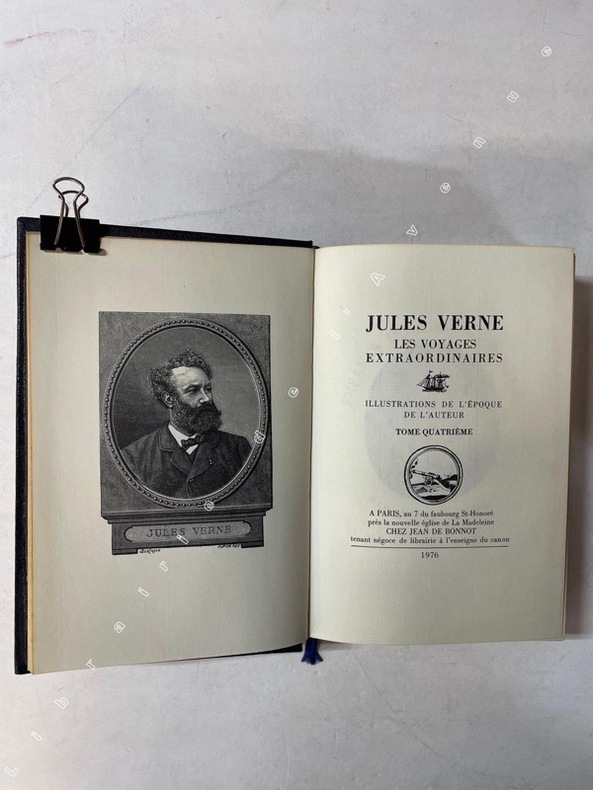 JULES VERNE
JULES VERNE
LES VOYAGES
EXTRAORDINAIRES
ILLUSTRATIONS DE L'ÉPOQUE
DE L'AUTEUR
TOME QUATRIÈME
A PARIS, au 7 du faubourg St-Honoré
près la nouvelle église de La Madeleine
CHEZ JEAN DE BONNOT
tenant négoce de librairie à l'enseigne du canon
1976